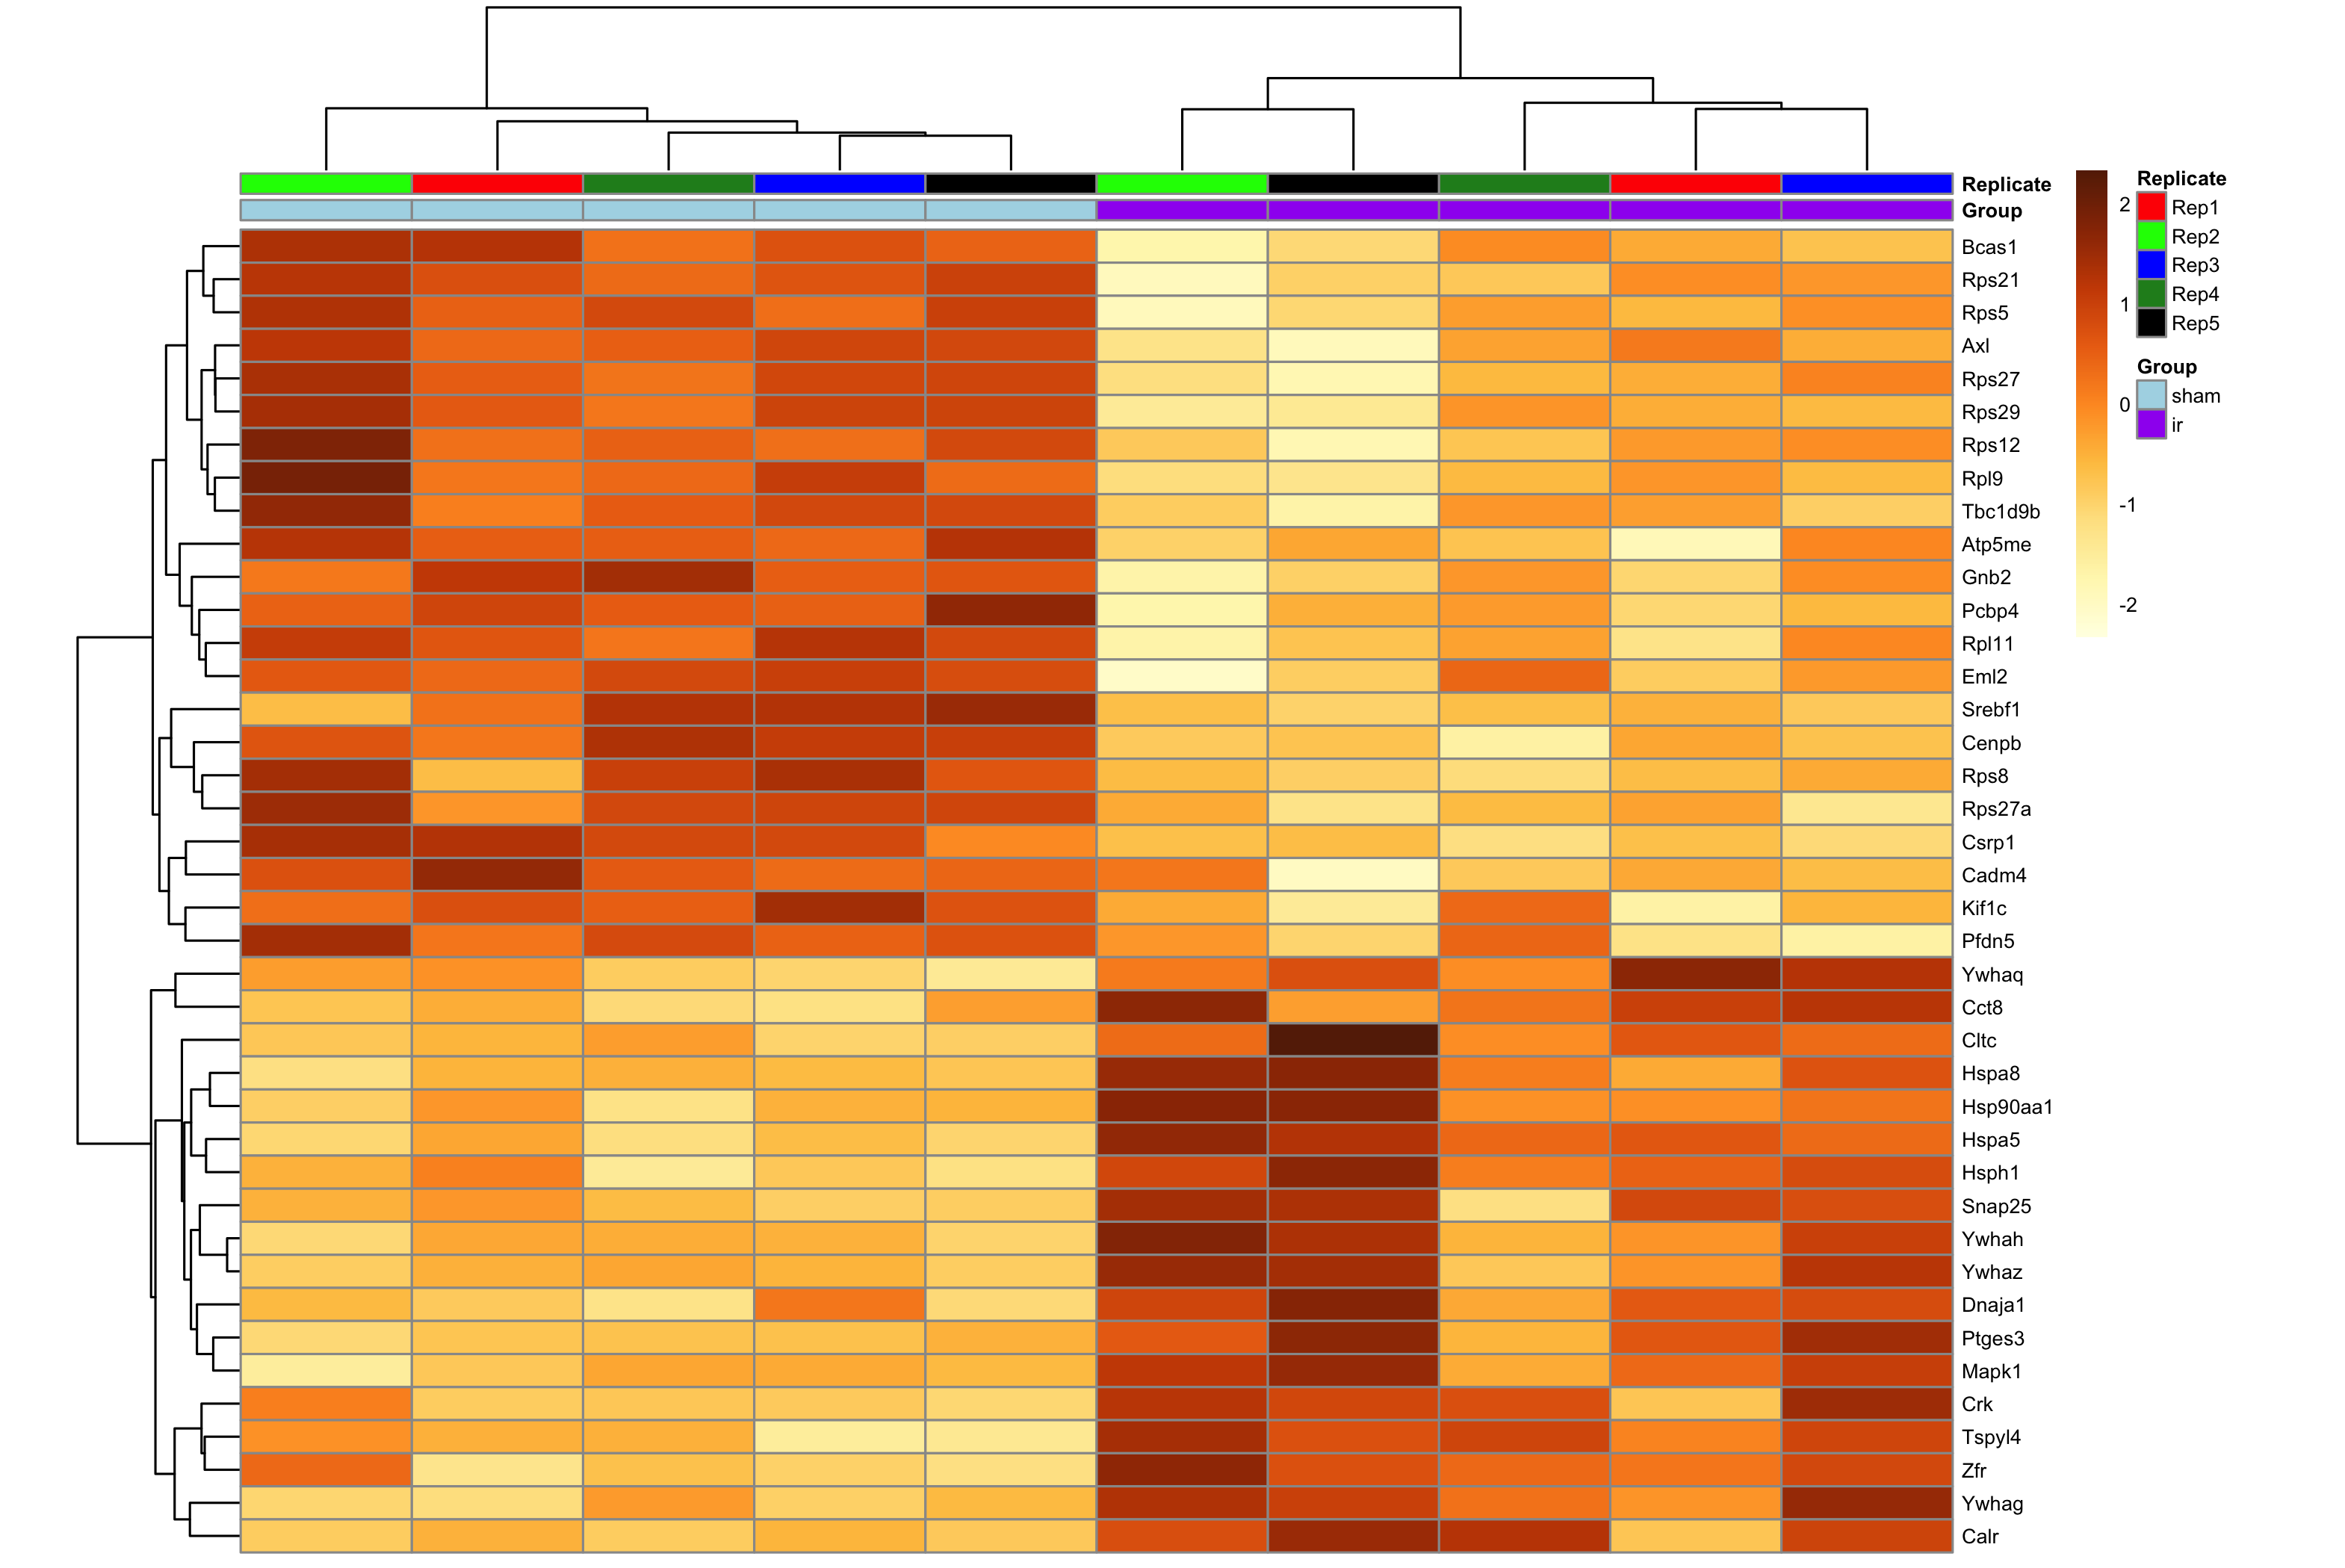 Replicate
Group
Bcas1
Rps21
Rps5
Axl
Rps27
Rps29
Rps12
Rpl9
Tbc1d9b
Atp5me
Gnb2
Pcbp4
Rpl11
Eml2
Srebf1
Cenpb
Rps8
Rps27a
Csrp1
Cadm4
Kif1c
Pfdn5
Ywhaq
Cct8
Cltc
Hspa8
Hsp90aa1
Hspa5
Hsph1
Snap25
Ywhah
Ywhaz
Dnaja1
Ptges3
Mapk1
Crk
Tspyl4
Zfr
Ywhag
Calr
2
1
0
-1
-2
Replicate
Rep1
Rep2
Rep3
Rep4
Rep5
Group
sham
ir